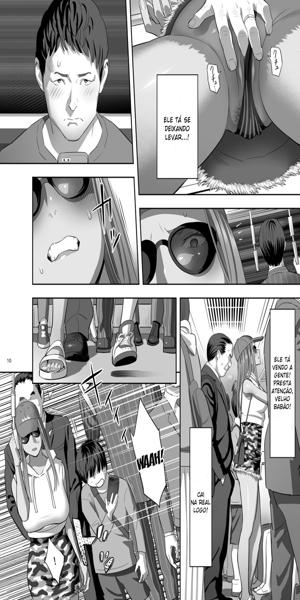 ELE TÁ SE
DEIXANDO
LEVAR...!
10
ELE TÁ
VENDO A
GENTE!
PRESTA
ATENÇÃO,
VELHO
BABÃO!
WAAH!
CAI
NA REAL
LOGO!